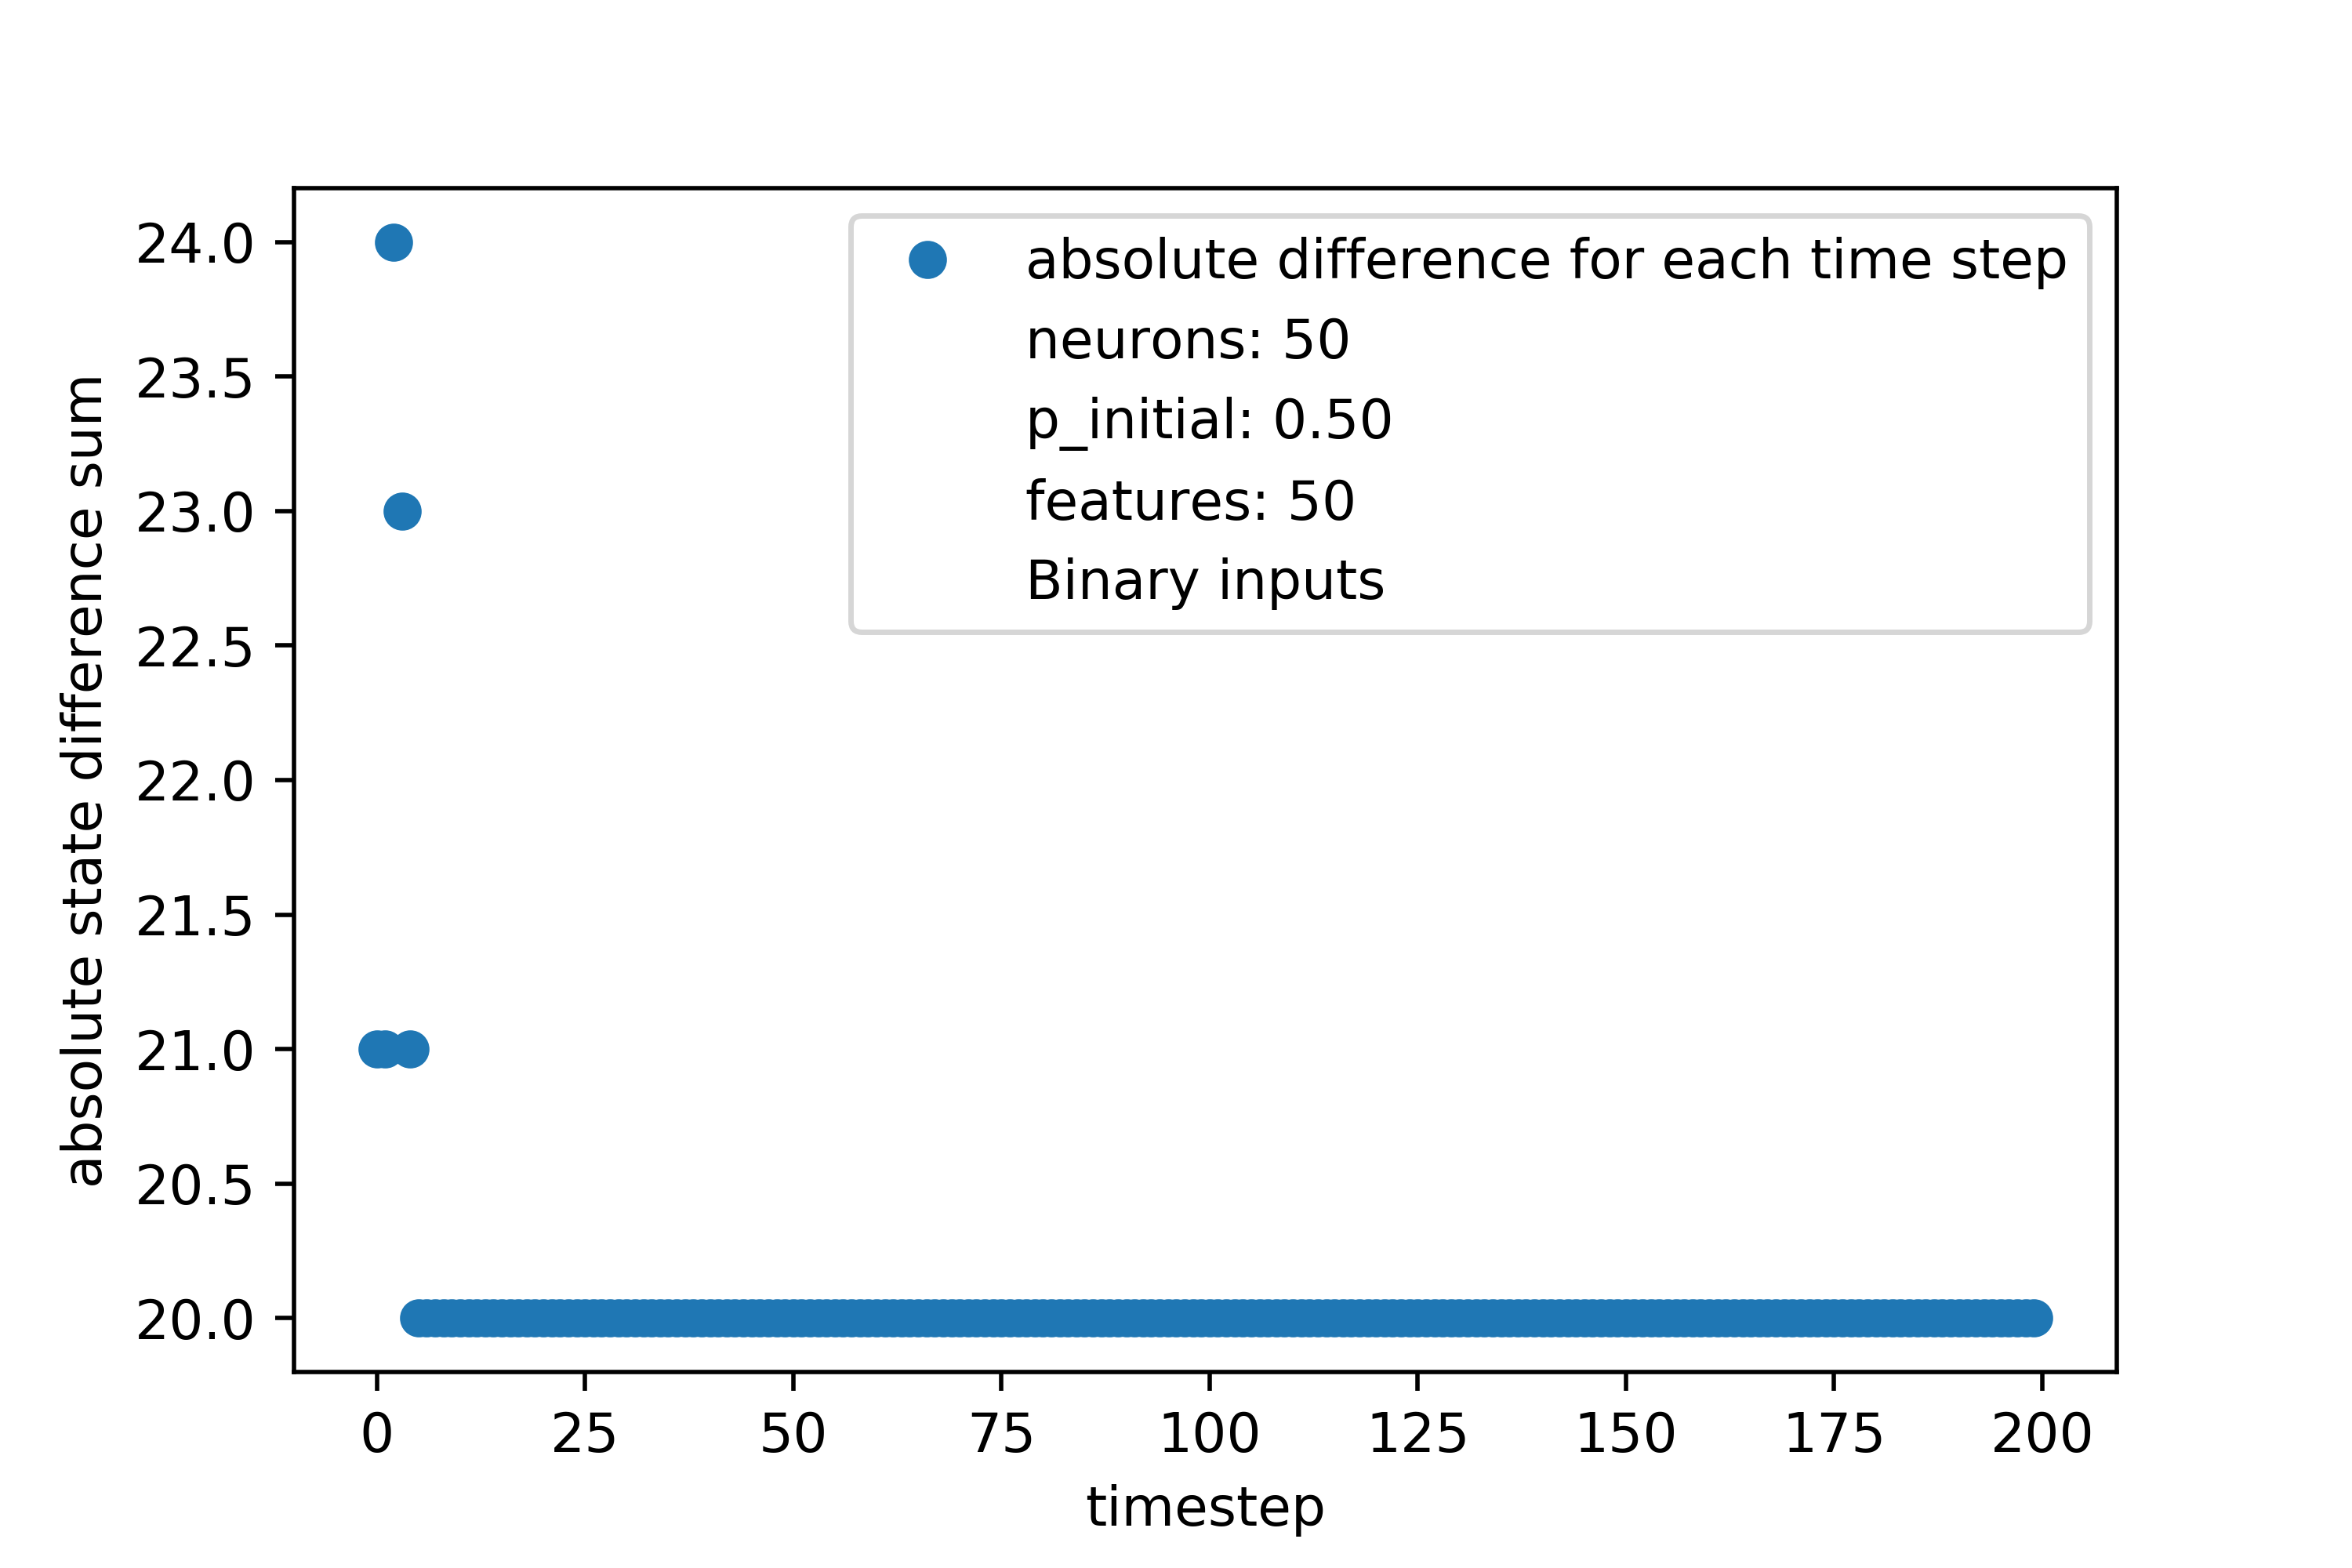 absolute state difference sum
24.0
23.5
23.0
22.5
22.0
21.5
21.0
20.5
20.0
absolute difference for each time step
neurons: 50
p_initial: 0.50
features: 50
Binary inputs
0 25 50 75 100 125 150 175 200
timestep